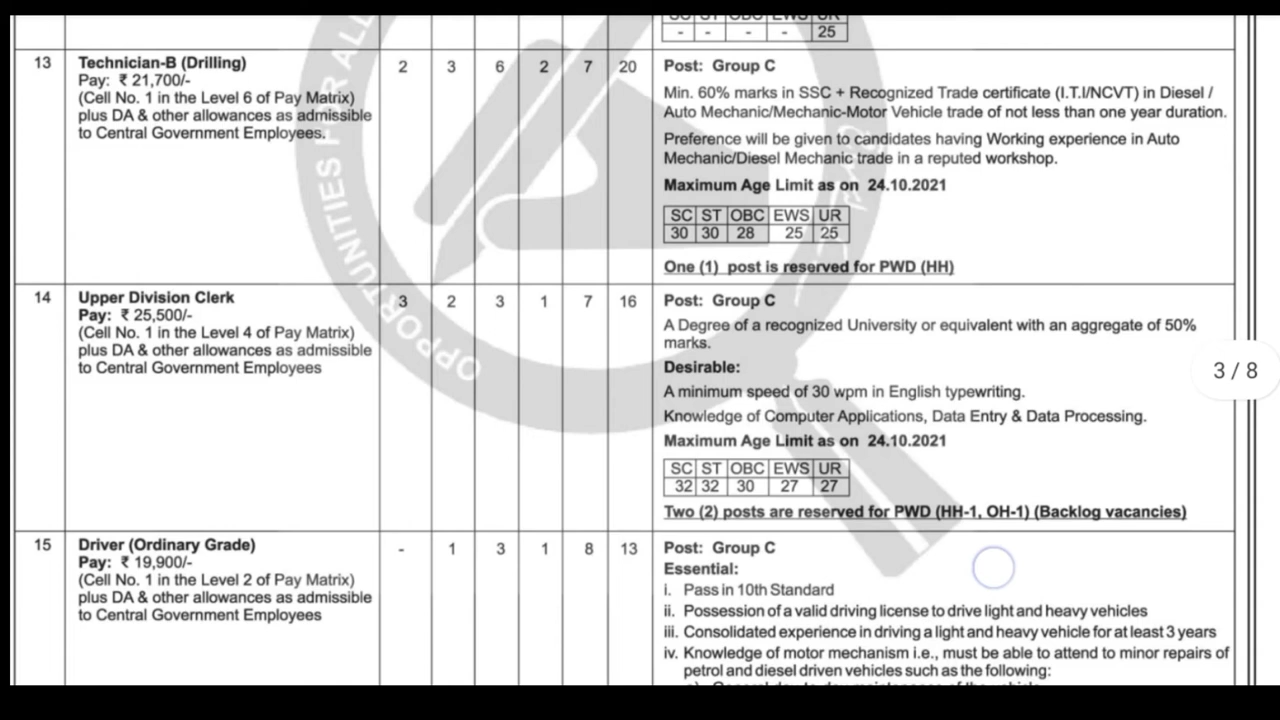 SC ST OBC EWS UR
- - - - 25
13 Technician-B (Drilling) 2 3 6 2 7 20
Pay: ₹ 21,700/-
(Cell No. 1 in the Level 6 of Pay Matrix)
plus DA & other allowances as admissible
to Central Government Employees.
Post: Group C
Min. 60% marks in SSC + Recognized Trade certificate (I.T.I/NCVT) in Diesel /
Auto Mechanic/Mechanic-Motor Vehicle trade of not less than one year duration.
Preference will be given to candidates having Working experience in Auto
Mechanic/Diesel Mechanic trade in a reputed workshop.
Maximum Age Limit as on 24.10.2021
SC ST OBC EWS UR
30 30 28 25 25
One (1) post is reserved for PWD (HH)
14 Upper Division Clerk 3 2 3 1 7 16
Pay: ₹ 25,500/-
(Cell No. 1 in the Level 4 of Pay Matrix)
plus DA & other allowances as admissible
to Central Government Employees
Post: Group C
A Degree of a recognized University or equivalent with an aggregate of 50%
marks.
Desirable:
A minimum speed of 30 wpm in English typewriting.
Knowledge of Computer Applications, Data Entry & Data Processing.
Maximum Age Limit as on 24.10.2021
SC ST OBC EWS UR
32 32 30 27 27
Two (2) posts are reserved for PWD (HH-1, OH-1) (Backlog vacancies)
15 Driver (Ordinary Grade) - 1 3 1 8 13
Pay: ₹ 19,900/-
(Cell No. 1 in the Level 2 of Pay Matrix)
plus DA & other allowances as admissible
to Central Government Employees
Post: Group C
Essential:
i. Pass in 10th Standard
ii. Possession of a valid driving license to drive light and heavy vehicles
iii. Consolidated experience in driving a light and heavy vehicle for at least 3 years
iv. Knowledge of motor mechanism i.e., must be able to attend to minor repairs of
petrol and diesel driven vehicles such as the following:
3 / 8
OPPORTUNITIES FOR ALL